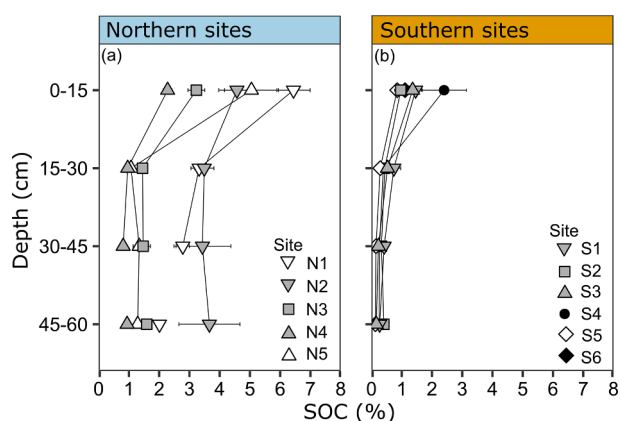 Northern sites
Southern sites
(a)
(b)
Depth (cm)
0-15
15-30
30-45
45-60
Site
N1
N2
N3
N4
N5
Site
S1
S2
S3
S4
S5
S6
0 1 2 3 4 5 6 7 8
0 1 2 3 4 5 6 7 8
SOC (%)